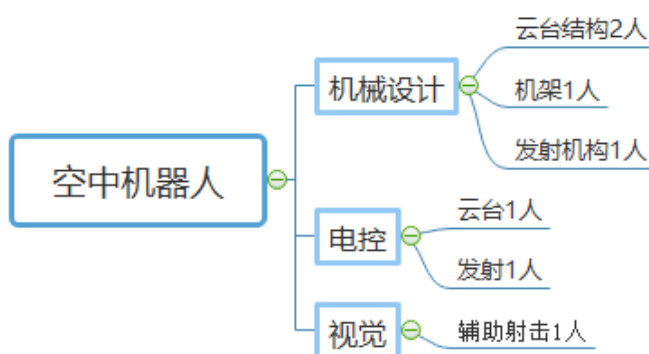 空中机器人
机械设计
云台结构2人
机架1人
发射机构1人
电控
云台1人
发射1人
视觉
辅助射击1人